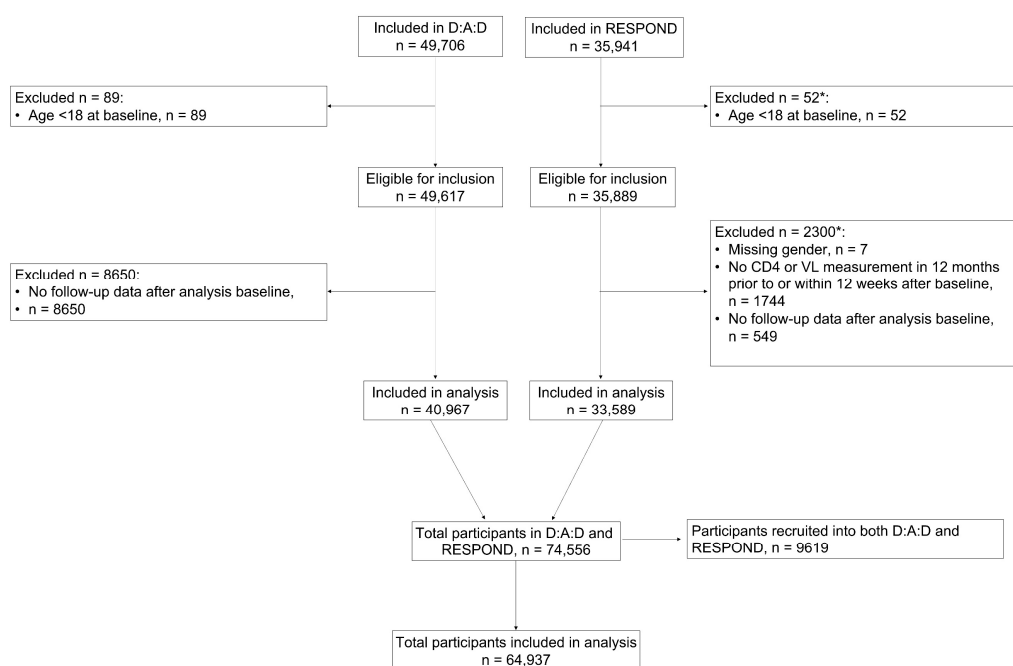 Included in D:A:D
n = 49,706
Included in RESPOND
n = 35,941
Excluded n = 89:
• Age <18 at baseline, n = 89
Excluded n = 52*:
• Age <18 at baseline, n = 52
Eligible for inclusion
n = 49,617
Eligible for inclusion
n = 35,889
Excluded n = 8650:
• No follow-up data after analysis baseline,
• n = 8650
Excluded n = 2300*:
• Missing gender, n = 7
• No CD4 or VL measurement in 12 months
prior to or within 12 weeks after baseline,
n = 1744
• No follow-up data after analysis baseline,
n = 549
Included in analysis
n = 40,967
Included in analysis
n = 33,589
Total participants in D:A:D and
RESPOND, n = 74,556
Participants recruited into both D:A:D and
RESPOND, n = 9619
Total participants included in analysis
n = 64,937